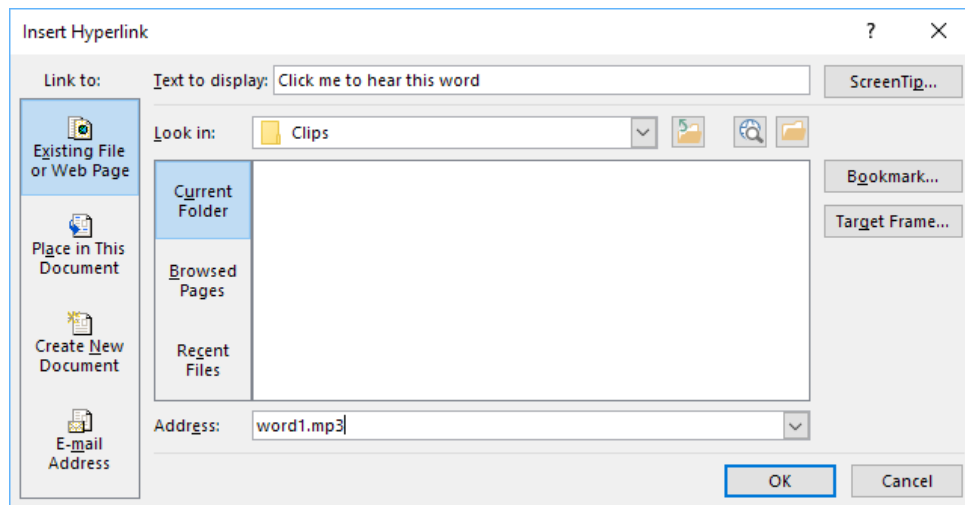 Insert Hyperlink
?
Link to:
Text to display: Click me to hear this word
ScreenTip...
Existing File
or Web Page
Look in: Clips
Current
Folder
Bookmark...
Target Frame...
Place in This
Document
Browsed
Pages
Create New
Document
Recent
Files
E-mail
Address
Address: word1.mp3
OK
Cancel